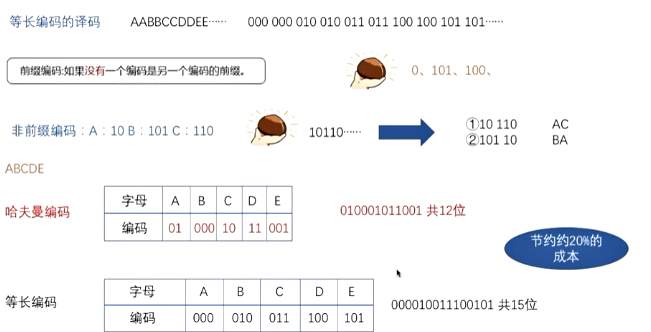 等长编码的译码 AABBCCDDEE…… 000 000 010 010 011 011 100 100 101 101……
前缀编码:如果没有一个编码是另一个编码的前缀。 0、101、100、
非前缀编码：A：10 B：101 C：110 10110……
①10 110 AC
②101 10 BA
ABCDE
哈夫曼编码
字母 A B C D E
编码 01 000 10 11 001
010001011001 共12位
节约约20%的
成本
等长编码
字母 A B C D E
编码 000 010 011 100 101
000010011100101 共15位